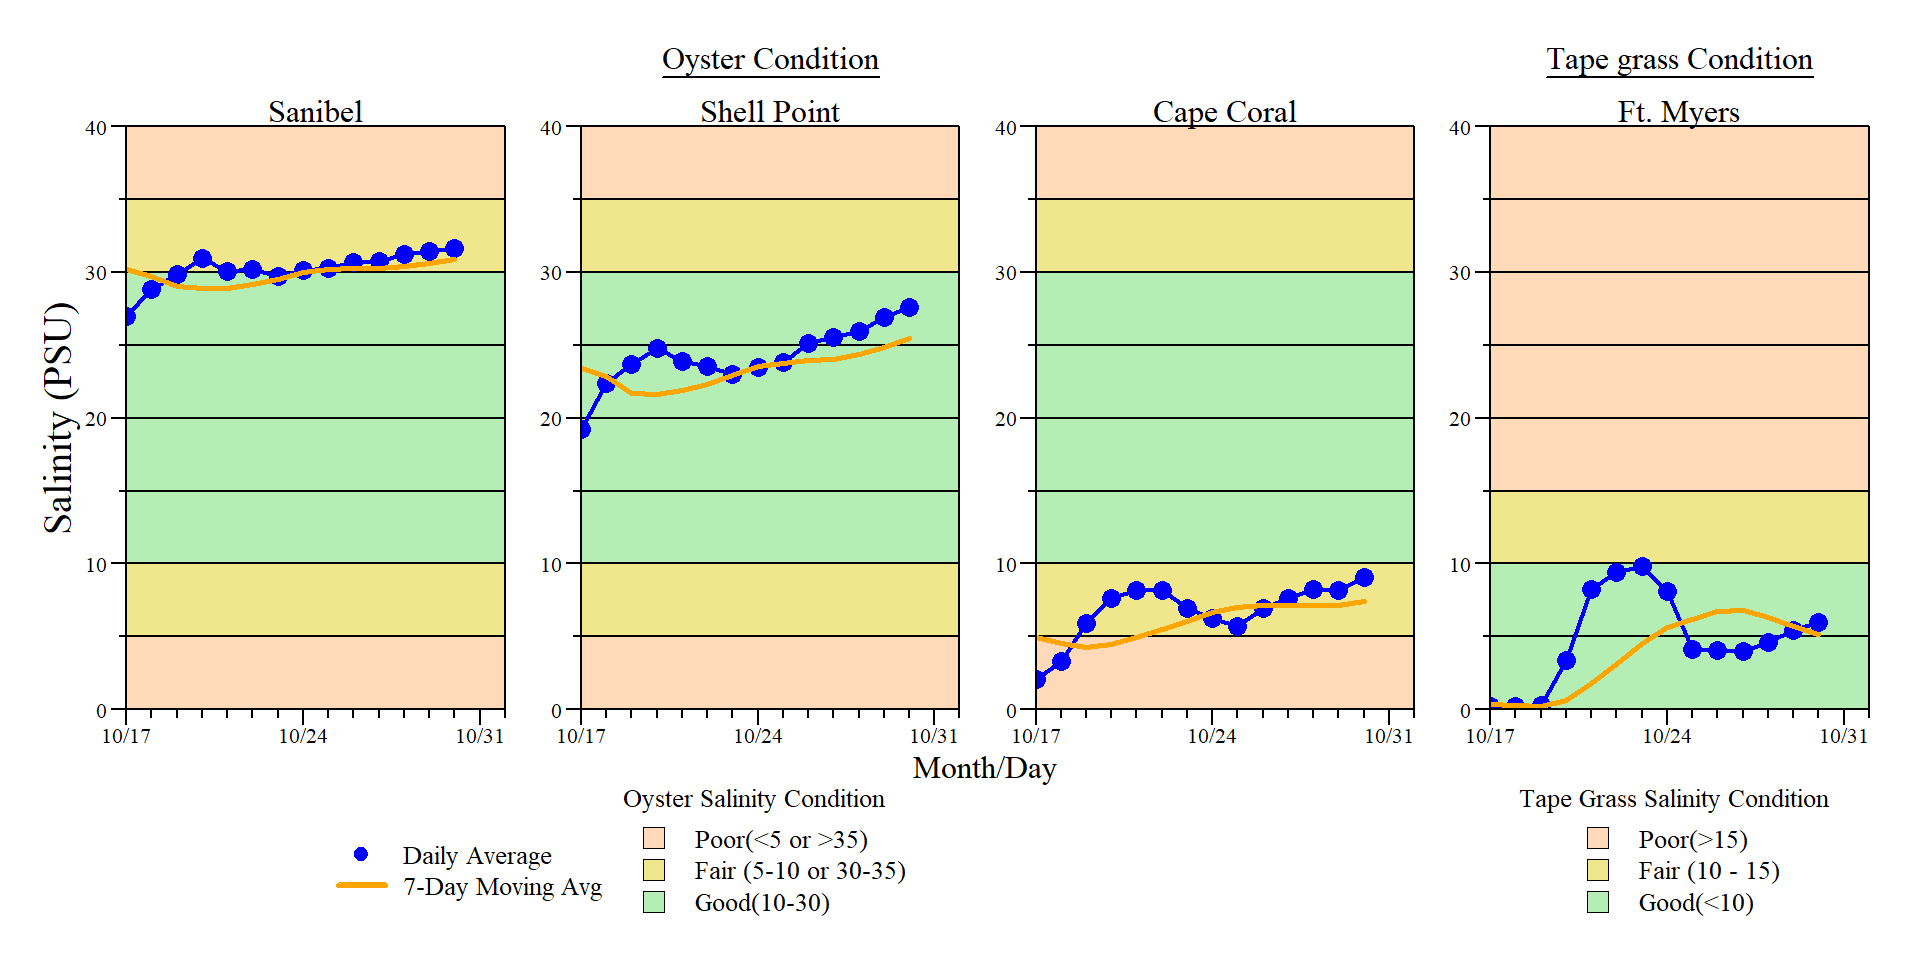 Oyster Condition
Tape grass Condition
Sanibel
Shell Point
Cape Coral
Ft. Myers
Salinity (PSU)
40
30
20
10
0
10/17
10/24
10/31
40
30
20
10
0
10/17
10/24
10/31
40
30
20
10
0
10/17
10/24
10/31
40
30
20
10
0
10/17
10/24
10/31
Month/Day
Daily Average
7-Day Moving Avg
Oyster Salinity Condition
Poor(<5 or >35)
Fair (5-10 or 30-35)
Good(10-30)
Tape Grass Salinity Condition
Poor(>15)
Fair (10 - 15)
Good(<10)